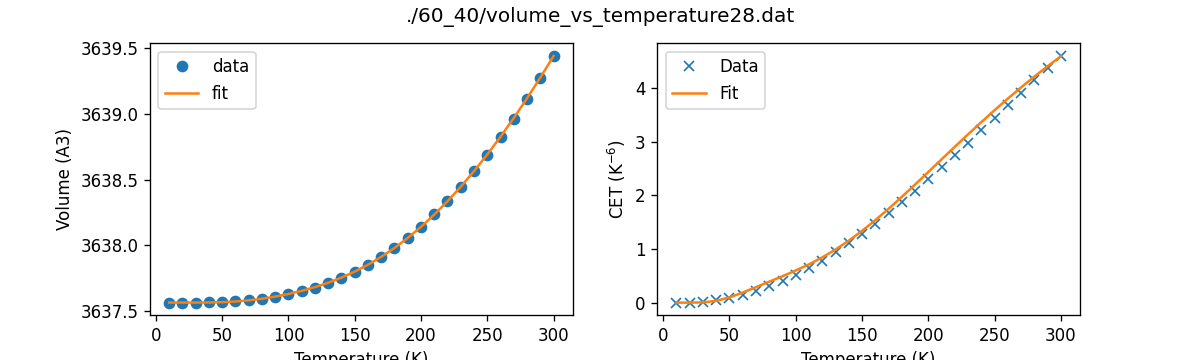 ./60_40/volume_vs_temperature28.dat
3639.5
3639.0
3638.5
3638.0
3637.5
Volume (A3)
data
fit
0
50
100
150
200
250
300
Temperature (K)
4
3
2
1
0
CET (K⁻⁶)
Data
Fit
0
50
100
150
200
250
300
Temperature (K)